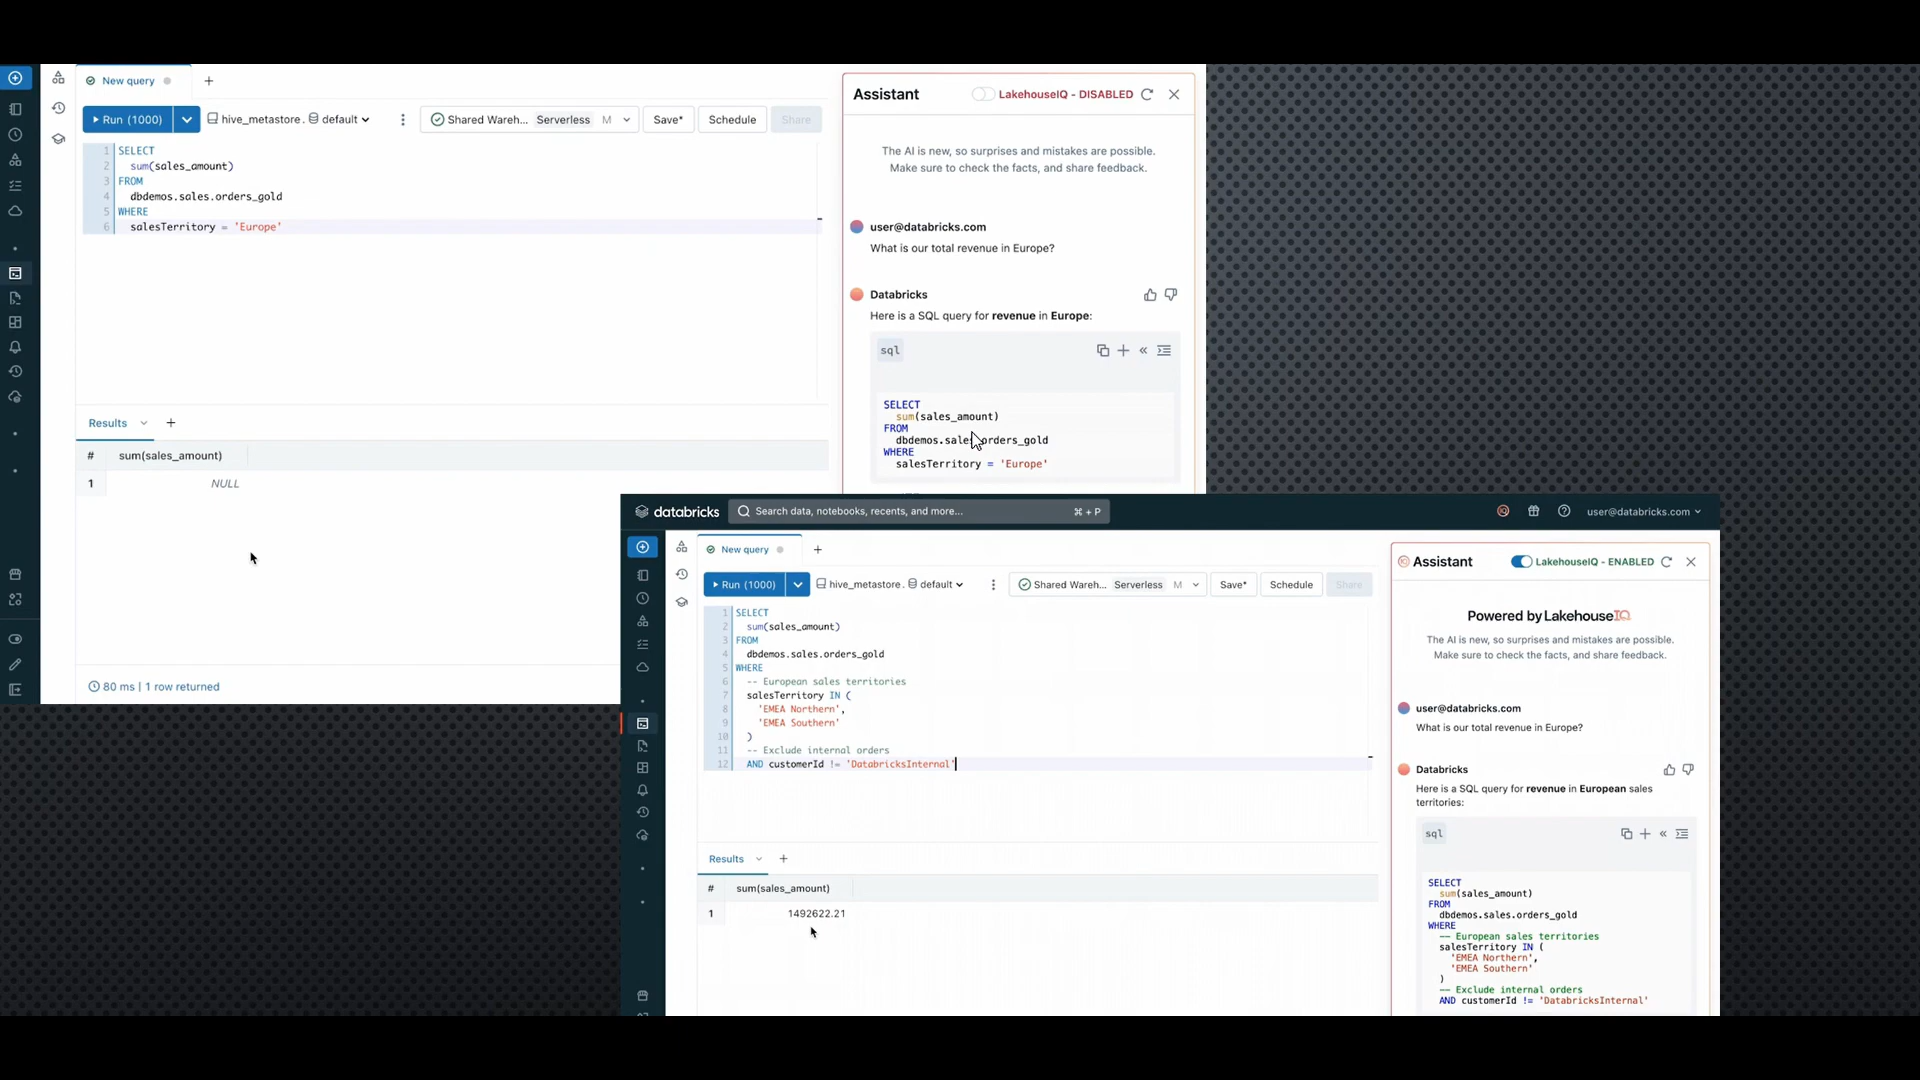 New query
Run (1000)
hive_metastore. default
Shared Wareh... Serverless M
Save*
Schedule
Share
1 SELECT
2 sum(sales_amount)
3 FROM
4 dbdemos.sales.orders_gold
5 WHERE
6 salesTerritory = 'Europe'
Results
# sum(sales_amount)
1 NULL
80 ms | 1 row returned
Assistant
LakehouseIQ - DISABLED
The AI is new, so surprises and mistakes are possible.
Make sure to check the facts, and share feedback.
user@databricks.com
What is our total revenue in Europe?
Databricks
Here is a SQL query for revenue in Europe:
sql
SELECT
sum(sales_amount)
FROM
dbdemos.sales.orders_gold
WHERE
salesTerritory = 'Europe'
databricks
Search data, notebooks, recents, and more... ⌘ + P
user@databricks.com
New query
Run (1000)
hive_metastore. default
Shared Wareh... Serverless M
Save*
Schedule
Share
1 SELECT
2 sum(sales_amount)
3 FROM
4 dbdemos.sales.orders_gold
5 WHERE
6 -- European sales territories
7 salesTerritory IN (
8 'EMEA Northern',
9 'EMEA Southern'
10 )
11 -- Exclude internal orders
12 AND customerId != 'DatabricksInternal'
Results
# sum(sales_amount)
1 1492622.21
Assistant
LakehouseIQ - ENABLED
Powered by LakehouseIQ
The AI is new, so surprises and mistakes are possible.
Make sure to check the facts, and share feedback.
user@databricks.com
What is our total revenue in Europe?
Databricks
Here is a SQL query for revenue in European sales
territories:
sql
SELECT
sum(sales_amount)
FROM
dbdemos.sales.orders_gold
WHERE
-- European sales territories
salesTerritory IN (
'EMEA Northern',
'EMEA Southern'
)
-- Exclude internal orders
AND customerId != 'DatabricksInternal'